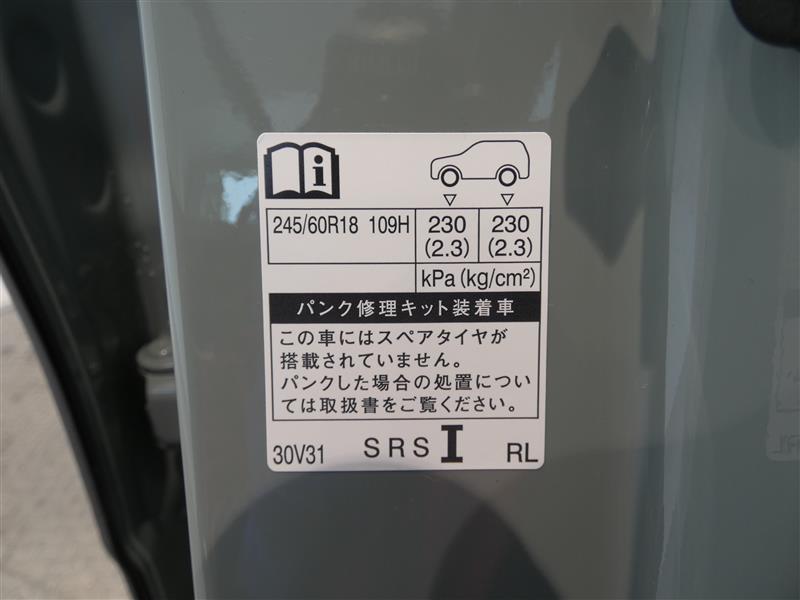 245/60R18 109H 230 230
(2.3) (2.3)
kPa (kg/cm²)
パンク修理キット装着車
この車にはスペアタイヤが
搭載されていません。
パンクした場合の処置につい
ては取扱書をご覧ください。
30V31 SRS I RL